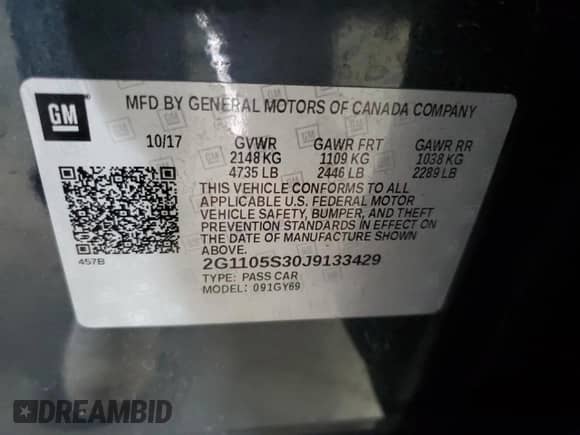 GM
MFD BY GENERAL MOTORS OF CANADA COMPANY
10/17 GVWR GAWR FRT GAWR RR
2148 KG 1109 KG 1038 KG
4735 LB 2446 LB 2289 LB
THIS VEHICLE CONFORMS TO ALL
APPLICABLE U.S. FEDERAL MOTOR
VEHICLE SAFETY, BUMPER, AND THEFT
PREVENTION STANDARDS IN EFFECT ON
THE DATE OF MANUFACTURE SHOWN
ABOVE.
457B
2G1105S30J9133429
TYPE: PASS CAR
MODEL: 091GY69
DREAMBID